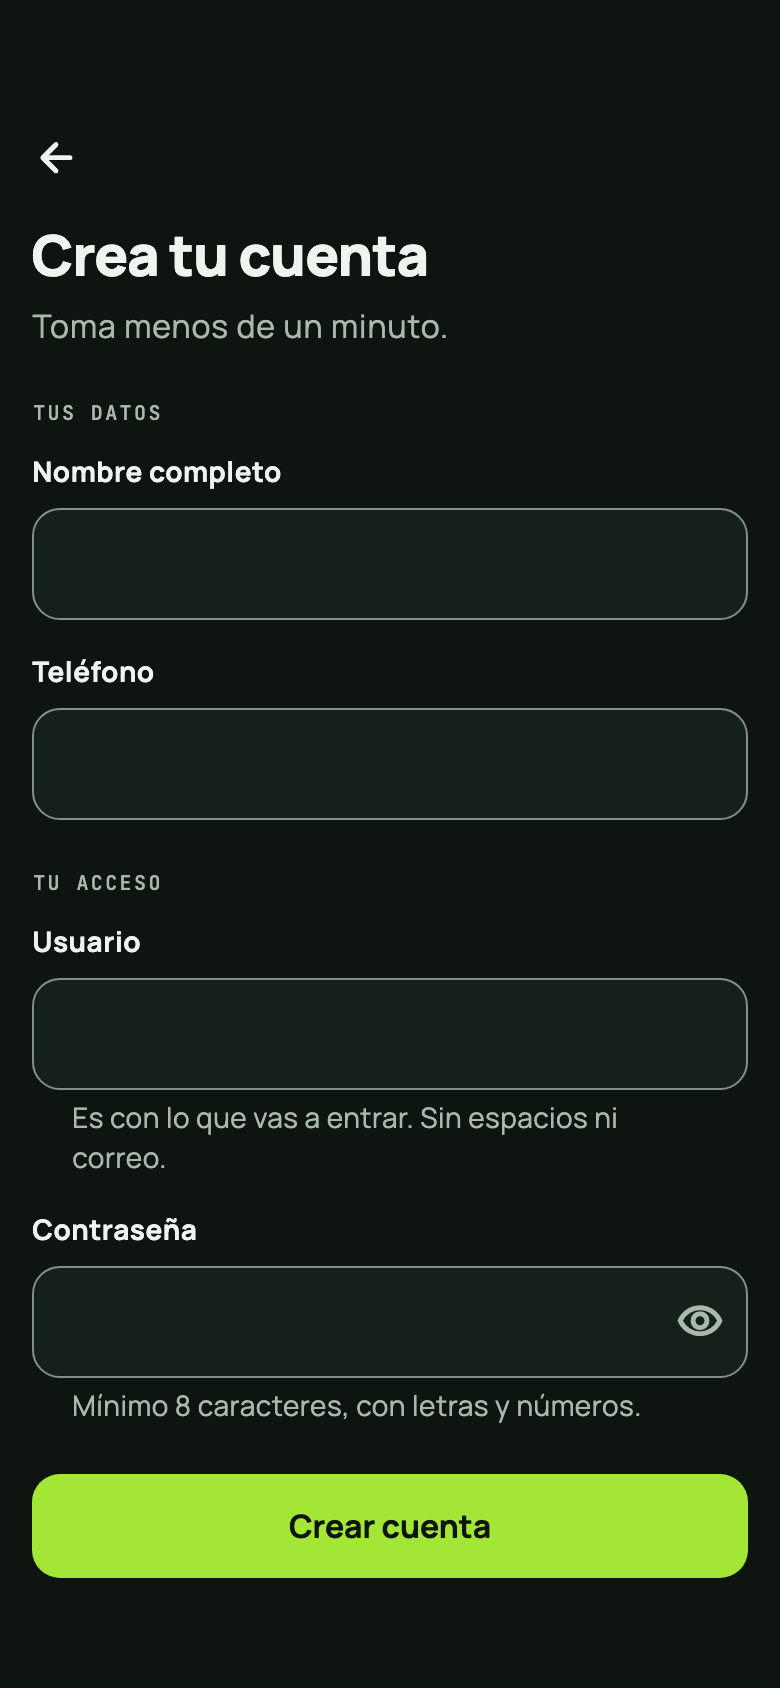 Crea tu cuenta
Toma menos de un minuto.
TUS DATOS
Nombre completo
Teléfono
TU ACCESO
Usuario
Es con lo que vas a entrar. Sin espacios ni
correo.
Contraseña
Mínimo 8 caracteres, con letras y números.
Crear cuenta